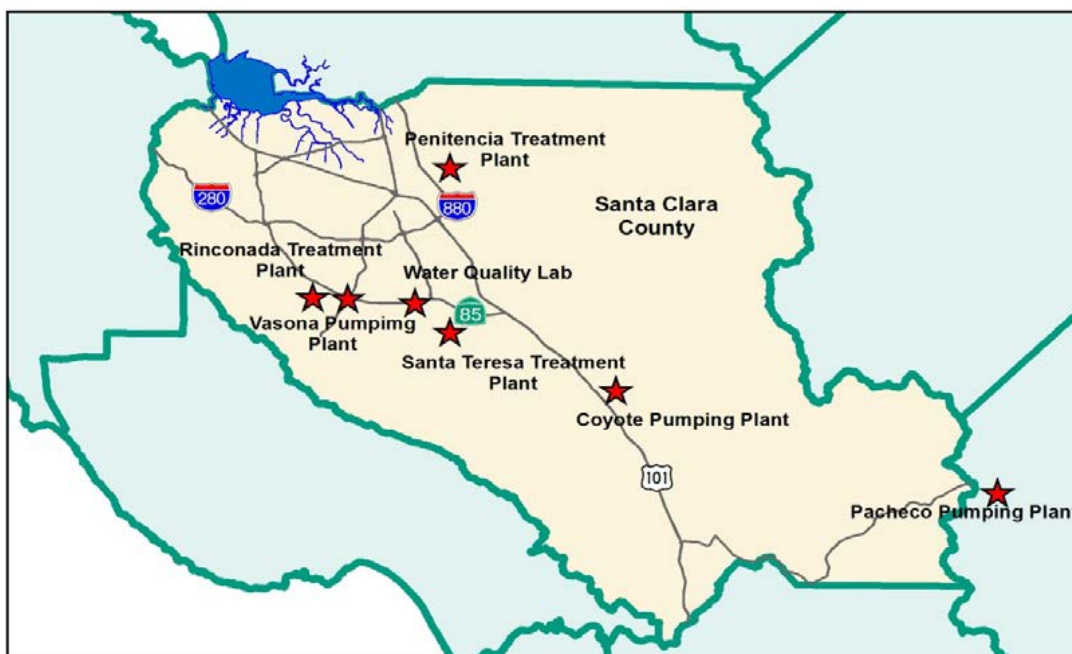 Penitencia Treatment
Plant
280
880
Santa Clara
County
Rinconada Treatment
Plant
Water Quality Lab
85
Vasona Pumpimg
Plant
Santa Teresa Treatment
Plant
Coyote Pumping Plant
101
Pacheco Pumping Plant